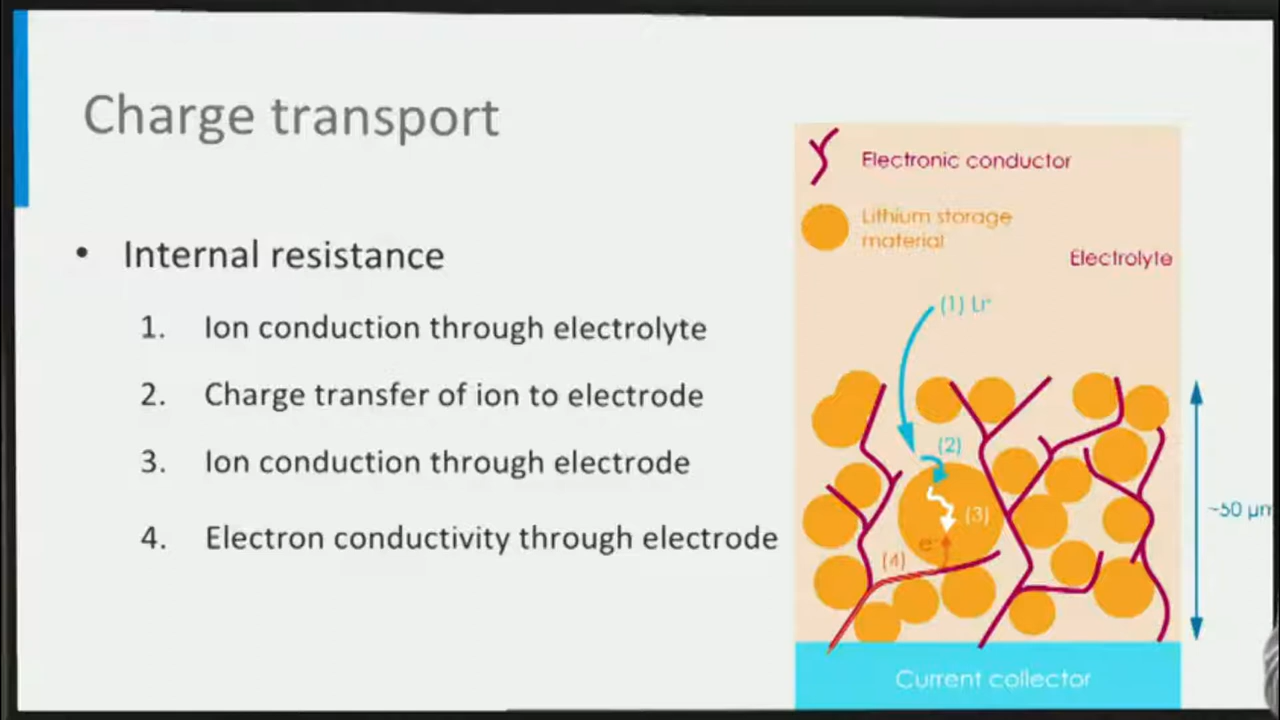 Charge transport
• Internal resistance
1. Ion conduction through electrolyte
2. Charge transfer of ion to electrode
3. Ion conduction through electrode
4. Electron conductivity through electrode
Electronic conductor
Lithium storage
material
Electrolyte
(1) Li⁺
(2)
(3)
e⁻
(4)
~50 µm
Current collector